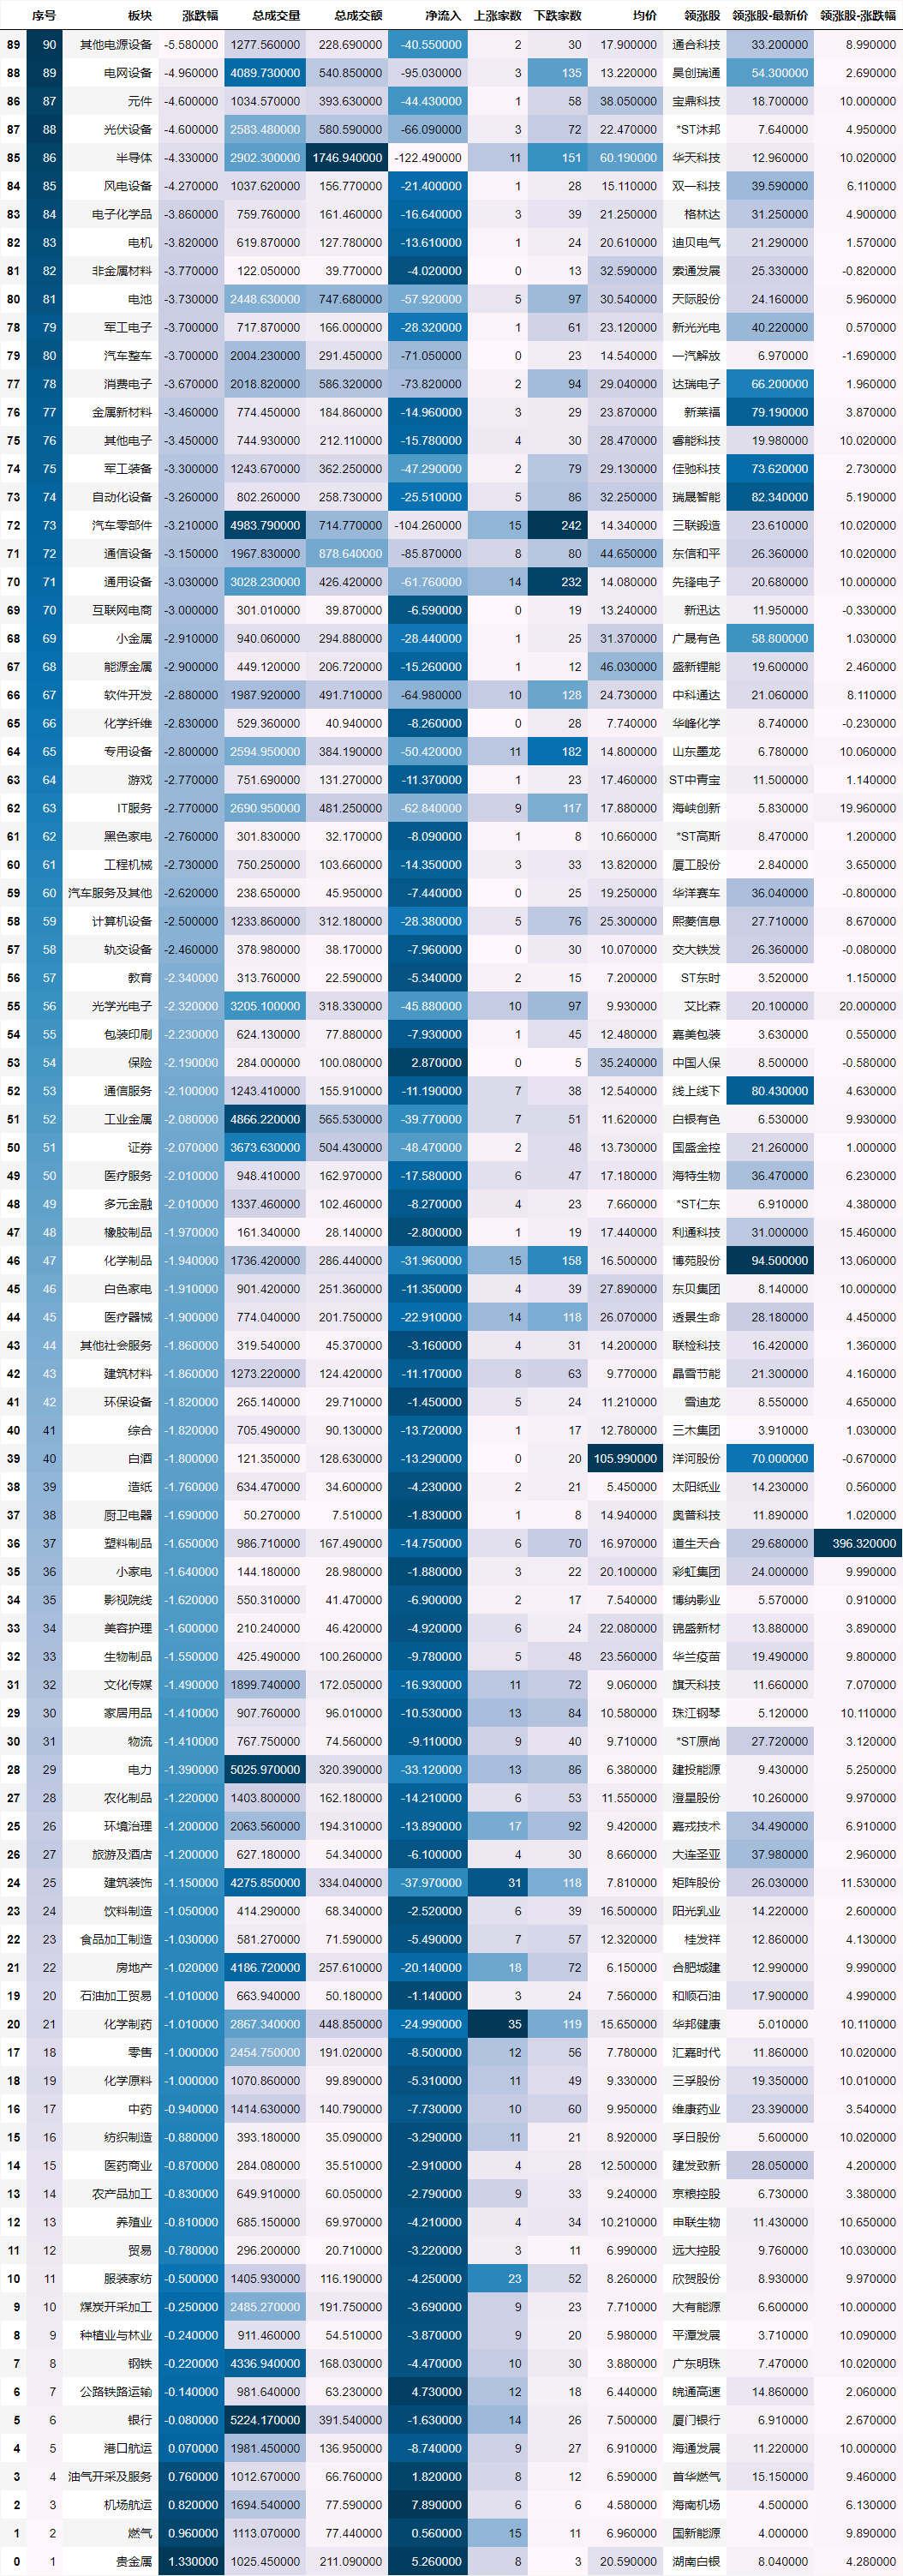 序号 板块 涨跌幅 总成交量 总成交额 净流入 上涨家数 下跌家数 均价 领涨股 领涨股-最新价 领涨股-涨跌幅
89 90 其他电源设备 -5.580000 1277.560000 228.690000 -40.550000 2 30 17.900000 通合科技 33.200000 8.990000
88 89 电网设备 -4.960000 4089.730000 540.850000 -95.030000 3 135 13.220000 昊创瑞通 54.300000 2.690000
86 87 元件 -4.600000 1034.570000 393.630000 -44.430000 1 58 38.050000 宝鼎科技 18.700000 10.000000
87 88 光伏设备 -4.600000 2583.480000 580.590000 -66.090000 3 72 22.470000 *ST沐邦 7.640000 4.950000
85 86 半导体 -4.330000 2902.300000 1746.940000 -122.490000 11 151 60.190000 华天科技 12.960000 10.020000
84 85 风电设备 -4.270000 1037.620000 156.770000 -21.400000 1 28 15.110000 双一科技 39.590000 6.110000
83 84 电子化学品 -3.860000 759.760000 161.460000 -16.640000 3 39 21.250000 格林达 31.250000 4.900000
82 83 电机 -3.820000 619.870000 127.780000 -13.610000 1 24 20.610000 迪贝电气 21.290000 1.570000
81 82 非金属材料 -3.770000 122.050000 39.770000 -4.020000 0 13 32.590000 索通发展 25.330000 -0.820000
80 81 电池 -3.730000 2448.630000 747.680000 -57.920000 5 97 30.540000 天际股份 24.160000 5.960000
78 79 军工电子 -3.700000 717.870000 166.000000 -28.320000 1 61 23.120000 新光光电 40.220000 0.570000
79 80 汽车整车 -3.700000 2004.230000 291.450000 -71.050000 0 23 14.540000 一汽解放 6.970000 -1.690000
77 78 消费电子 -3.670000 2018.820000 586.320000 -73.820000 2 94 29.040000 达瑞电子 66.200000 1.960000
76 77 金属新材料 -3.460000 774.450000 184.860000 -14.960000 3 29 23.870000 新莱福 79.190000 3.870000
75 76 其他电子 -3.450000 744.930000 212.110000 -15.780000 4 30 28.470000 睿能科技 19.980000 10.020000
74 75 军工装备 -3.300000 1243.670000 362.250000 -47.290000 2 79 29.130000 佳驰科技 73.620000 2.730000
73 74 自动化设备 -3.260000 802.260000 258.730000 -25.510000 5 86 32.250000 瑞晟智能 82.340000 5.190000
72 73 汽车零部件 -3.210000 4983.790000 714.770000 -104.260000 15 242 14.340000 三联锻造 23.610000 10.020000
71 72 通信设备 -3.150000 1967.830000 878.640000 -85.870000 8 80 44.650000 东信和平 26.360000 10.020000
70 71 通用设备 -3.030000 3028.230000 426.420000 -61.760000 14 232 14.080000 先锋电子 20.680000 10.000000
69 70 互联网电商 -3.000000 301.010000 39.870000 -6.590000 0 19 13.240000 新迅达 11.950000 -0.330000
68 69 小金属 -2.910000 940.060000 294.880000 -28.440000 1 25 31.370000 广晟有色 58.800000 1.030000
67 68 能源金属 -2.900000 449.120000 206.720000 -15.260000 1 12 46.030000 盛新锂能 19.600000 2.460000
66 67 软件开发 -2.880000 1987.920000 491.710000 -64.980000 10 128 24.730000 中科通达 21.060000 8.110000
65 66 化学纤维 -2.830000 529.360000 40.940000 -8.260000 0 28 7.740000 华峰化学 8.740000 -0.230000
64 65 专用设备 -2.800000 2594.950000 384.190000 -50.420000 11 182 14.800000 山东墨龙 6.780000 10.060000
63 64 游戏 -2.770000 751.690000 131.270000 -11.370000 1 23 17.460000 ST中青宝 11.500000 1.140000
62 63 IT服务 -2.770000 2690.950000 481.250000 -62.840000 9 117 17.880000 海峡创新 5.830000 19.960000
61 62 黑色家电 -2.760000 301.830000 32.170000 -8.090000 1 8 10.660000 *ST高斯 8.470000 1.200000
60 61 工程机械 -2.730000 750.250000 103.660000 -14.350000 3 33 13.820000 厦工股份 2.840000 3.650000
59 60 汽车服务及其他 -2.620000 238.650000 45.950000 -7.440000 0 25 19.250000 华洋赛车 36.040000 -0.800000
58 59 计算机设备 -2.500000 1233.860000 312.180000 -28.380000 5 76 25.300000 熙菱信息 27.710000 8.670000
57 58 轨交设备 -2.460000 378.980000 38.170000 -7.960000 0 30 10.070000 交大铁发 26.360000 -0.080000
56 57 教育 -2.340000 313.760000 22.590000 -5.340000 2 15 7.200000 ST东时 3.520000 1.150000
55 56 光学光电子 -2.320000 3205.100000 318.330000 -45.880000 10 97 9.930000 艾比森 20.100000 20.000000
54 55 包装印刷 -2.230000 624.130000 77.880000 -7.930000 1 45 12.480000 嘉美包装 3.630000 0.550000
53 54 保险 -2.190000 284.000000 100.080000 2.870000 0 5 35.240000 中国人保 8.500000 -0.580000
52 53 通信服务 -2.100000 1243.410000 155.910000 -11.190000 7 38 12.540000 线上线下 80.430000 4.630000
51 52 工业金属 -2.080000 4866.220000 565.530000 -39.770000 7 51 11.620000 白银有色 6.530000 9.930000
50 51 证券 -2.070000 3673.630000 504.430000 -48.470000 2 48 13.730000 国盛金控 21.260000 1.000000
49 50 医疗服务 -2.010000 948.410000 162.970000 -17.580000 6 47 17.180000 海特生物 36.470000 6.230000
48 49 多元金融 -2.010000 1337.460000 102.460000 -8.270000 4 23 7.660000 *ST仁东 6.910000 4.380000
47 48 橡胶制品 -1.970000 161.340000 28.140000 -2.800000 1 19 17.440000 利通科技 31.000000 15.460000
46 47 化学制品 -1.940000 1736.420000 286.440000 -31.960000 15 158 16.500000 博苑股份 94.500000 13.060000
45 46 白色家电 -1.910000 901.420000 251.360000 -11.350000 4 39 27.890000 东贝集团 8.140000 10.000000
44 45 医疗器械 -1.900000 774.040000 201.750000 -22.910000 14 118 26.070000 透景生命 28.180000 4.450000
43 44 其他社会服务 -1.860000 319.540000 45.370000 -3.160000 4 31 14.200000 联检科技 16.420000 1.360000
42 43 建筑材料 -1.860000 1273.220000 124.420000 -11.170000 8 63 9.770000 晶雪节能 21.300000 4.160000
41 42 环保设备 -1.820000 265.140000 29.710000 -1.450000 5 24 11.210000 雪迪龙 8.550000 4.650000
40 41 综合 -1.820000 705.490000 90.130000 -13.720000 1 17 12.780000 三木集团 3.910000 1.030000
39 40 白酒 -1.800000 121.350000 128.630000 -13.290000 0 20 105.990000 洋河股份 70.000000 -0.670000
38 39 造纸 -1.760000 634.470000 34.600000 -4.230000 2 21 5.450000 太阳纸业 14.230000 0.560000
37 38 厨卫电器 -1.690000 50.270000 7.510000 -1.830000 1 8 14.940000 奥普科技 11.890000 1.020000
36 37 塑料制品 -1.650000 986.710000 167.490000 -14.750000 6 70 16.970000 道生天合 29.680000 396.320000
35 36 小家电 -1.640000 144.180000 28.980000 -1.880000 3 22 20.100000 彩虹集团 24.000000 9.990000
34 35 影视院线 -1.620000 550.310000 41.470000 -6.900000 2 17 7.540000 博纳影业 5.570000 0.910000
33 34 美容护理 -1.600000 210.240000 46.420000 -4.920000 6 24 22.080000 锦盛新材 13.880000 3.890000
32 33 生物制品 -1.550000 425.490000 100.260000 -9.780000 5 48 23.560000 华兰疫苗 19.490000 9.800000
31 32 文化传媒 -1.490000 1899.740000 172.050000 -16.930000 11 72 9.060000 旗天科技 11.660000 7.070000
29 30 家居用品 -1.410000 907.760000 96.010000 -10.530000 13 84 10.580000 珠江钢琴 5.120000 10.110000
30 31 物流 -1.410000 767.750000 74.560000 -9.110000 9 40 9.710000 *ST原尚 27.720000 3.120000
28 29 电力 -1.390000 5025.970000 320.390000 -33.120000 13 86 6.380000 建投能源 9.430000 5.250000
27 28 农化制品 -1.220000 1403.800000 162.180000 -14.210000 6 53 11.550000 澄星股份 10.260000 9.970000
25 26 环境治理 -1.200000 2063.560000 194.310000 -13.890000 17 92 9.420000 嘉戎技术 34.490000 6.910000
26 27 旅游及酒店 -1.200000 627.180000 54.340000 -6.100000 4 30 8.660000 大连圣亚 37.980000 2.960000
24 25 建筑装饰 -1.150000 4275.850000 334.040000 -37.970000 31 118 7.810000 矩阵股份 26.030000 11.530000
23 24 饮料制造 -1.050000 414.290000 68.340000 -2.520000 6 39 16.500000 阳光乳业 14.220000 2.600000
22 23 食品加工制造 -1.030000 581.270000 71.590000 -5.490000 7 57 12.320000 桂发祥 12.860000 4.130000
21 22 房地产 -1.020000 4186.720000 257.610000 -20.140000 18 72 6.150000 合肥城建 12.990000 9.990000
19 20 石油加工贸易 -1.010000 663.940000 50.180000 -1.140000 3 24 7.560000 和顺石油 17.900000 4.990000
20 21 化学制药 -1.010000 2867.340000 448.850000 -24.990000 35 119 15.650000 华邦健康 5.010000 10.110000
17 18 零售 -1.000000 2454.750000 191.020000 -8.500000 12 56 7.780000 汇嘉时代 11.860000 10.020000
18 19 化学原料 -1.000000 1070.860000 99.890000 -5.310000 11 49 9.330000 三孚股份 19.350000 10.010000
16 17 中药 -0.940000 1414.630000 140.790000 -7.730000 10 60 9.950000 维康药业 23.390000 3.540000
15 16 纺织制造 -0.880000 393.180000 35.090000 -3.290000 11 21 8.920000 孚日股份 5.600000 10.020000
14 15 医药商业 -0.870000 284.080000 35.510000 -2.910000 4 28 12.500000 建发致新 28.050000 4.200000
13 14 农产品加工 -0.830000 649.910000 60.050000 -2.790000 9 33 9.240000 京粮控股 6.730000 3.380000
12 13 养殖业 -0.810000 685.150000 69.970000 -4.210000 4 34 10.210000 申联生物 11.430000 10.650000
11 12 贸易 -0.780000 296.200000 20.710000 -3.220000 3 11 6.990000 远大控股 9.760000 10.030000
10 11 服装家纺 -0.500000 1405.930000 116.190000 -4.250000 23 52 8.260000 欣贺股份 8.930000 9.970000
9 10 煤炭开采加工 -0.250000 2485.270000 191.750000 -3.690000 9 23 7.710000 大有能源 6.600000 10.000000
8 9 种植业与林业 -0.240000 911.460000 54.510000 -3.870000 9 20 5.980000 平潭发展 3.710000 10.090000
7 8 钢铁 -0.220000 4336.940000 168.030000 -4.470000 10 30 3.880000 广东明珠 7.470000 10.020000
6 7 公路铁路运输 -0.140000 981.640000 63.230000 4.730000 12 18 6.440000 皖通高速 14.860000 2.060000
5 6 银行 -0.080000 5224.170000 391.540000 -1.630000 14 26 7.500000 厦门银行 6.910000 2.670000
4 5 港口航运 0.070000 1981.450000 136.950000 -8.740000 9 27 6.910000 海通发展 11.220000 10.000000
3 4 油气开采及服务 0.760000 1012.670000 66.760000 1.820000 8 12 6.590000 首华燃气 15.150000 9.460000
2 3 机场航运 0.820000 1694.540000 77.590000 7.890000 6 6 4.580000 海南机场 4.500000 6.130000
1 2 燃气 0.960000 1113.070000 77.440000 0.560000 15 11 6.960000 国新能源 4.000000 9.890000
0 1 贵金属 1.330000 1025.450000 211.090000 5.260000 8 3 20.590000 湖南白银 8.040000 4.280000